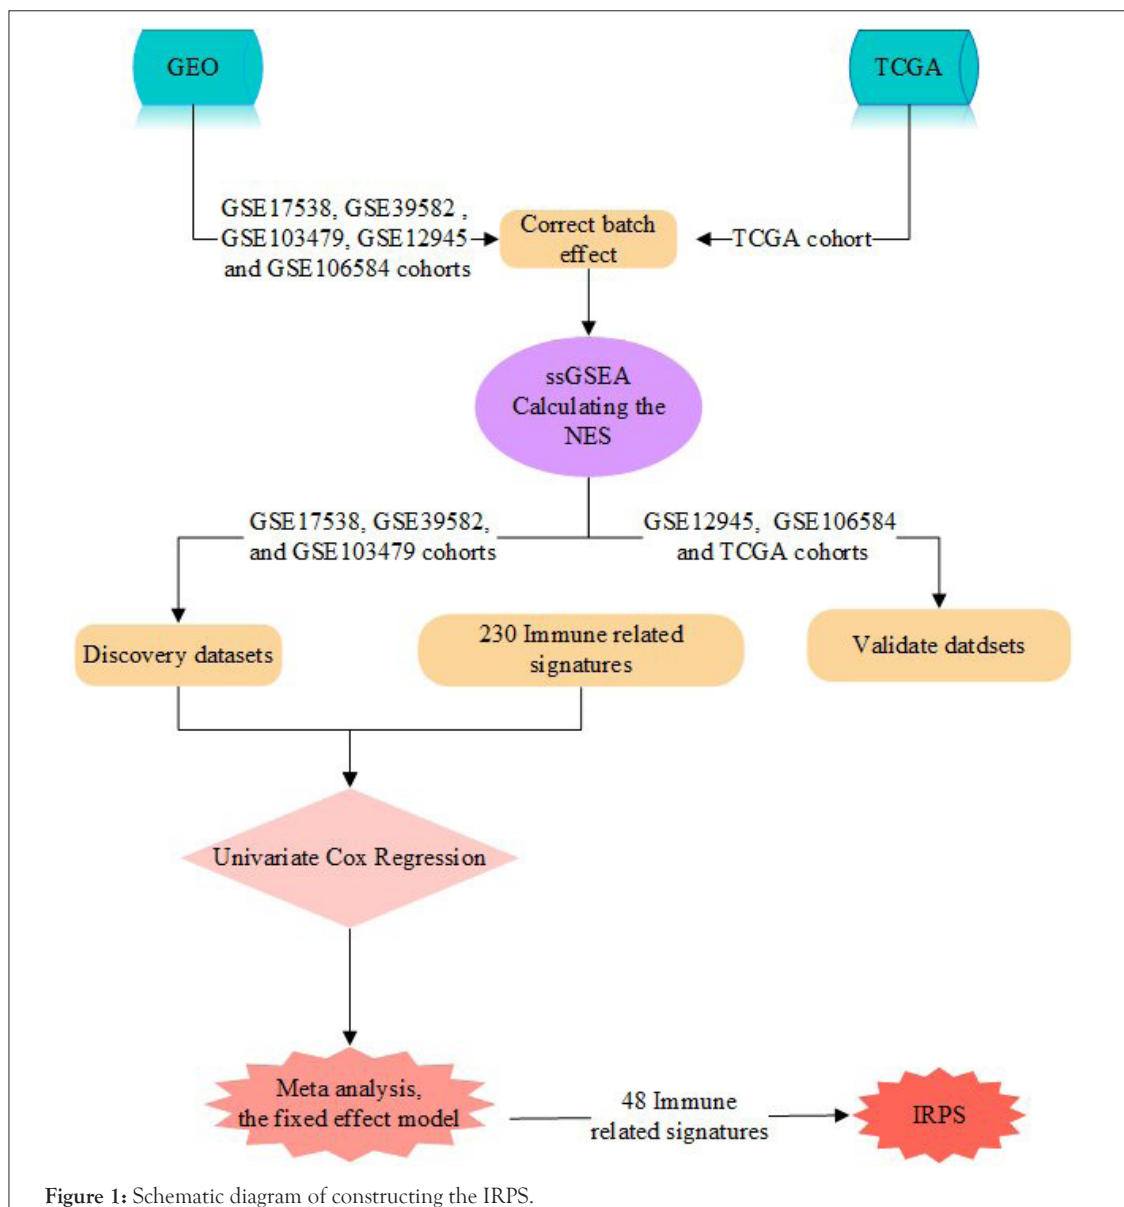 GEO
TCGA
GSE17538, GSE39582 ,
GSE103479, GSE12945
and GSE106584 cohorts
Correct batch
effect
TCGA cohort
ssGSEA
Calculating the
NES
GSE17538, GSE39582,
and GSE103479 cohorts
GSE12945, GSE106584
and TCGA cohorts
Discovery datasets
230 Immune related
signatures
Validate datdsets
Univariate Cox Regression
Meta analysis,
the fixed effect model
48 Immune
related signatures
IRPS
Figure 1: Schematic diagram of constructing the IRPS.